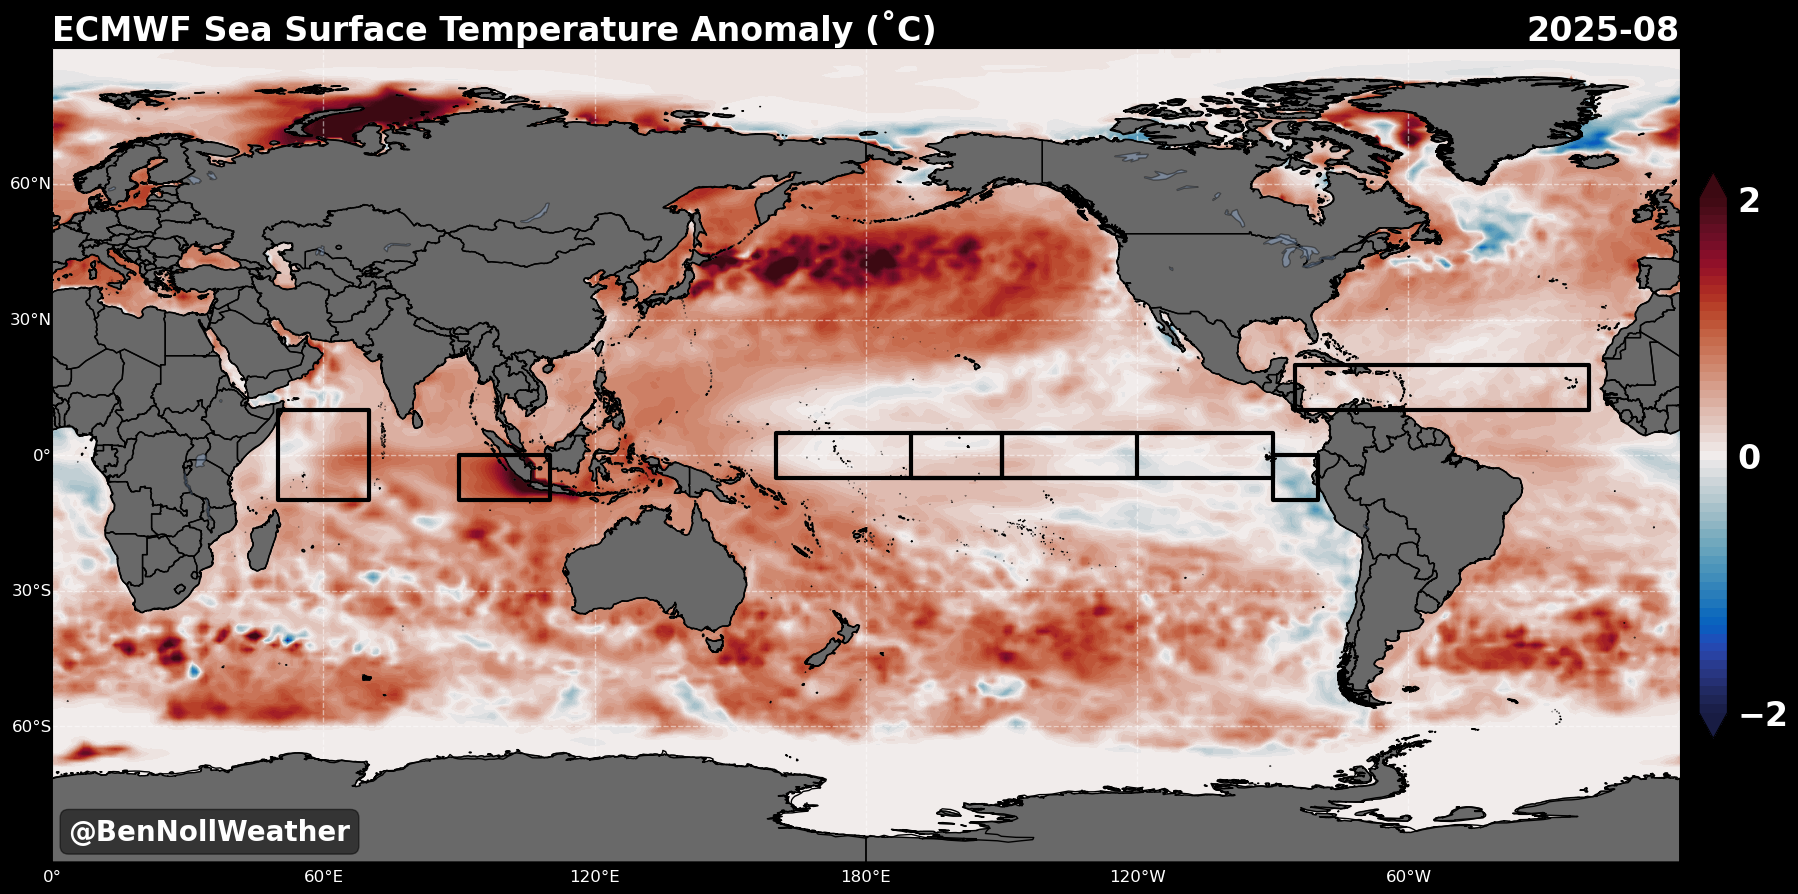 ECMWF Sea Surface Temperature Anomaly (˚C)
2025-08
60°N
30°N
0°
30°S
60°S
2
0
−2
@BenNollWeather
0°
60°E
120°E
180°E
120°W
60°W